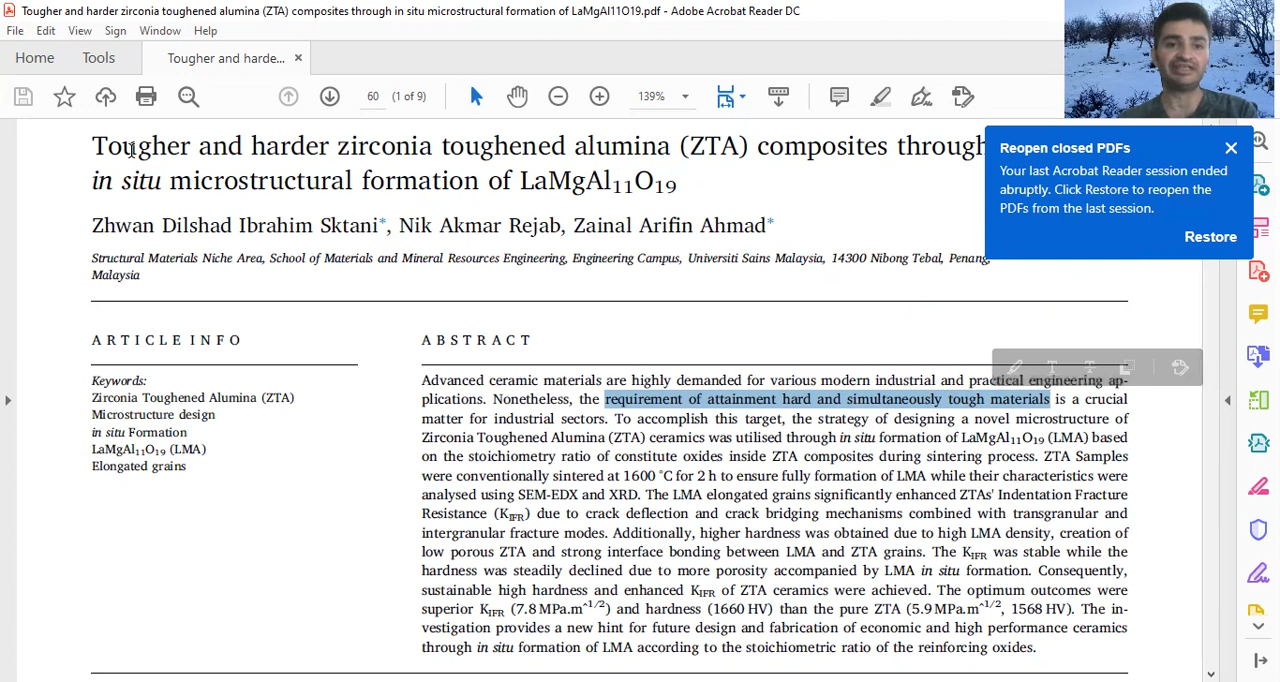 Tougher and harder zirconia toughened alumina (ZTA) composites through in situ microstructural formation of LaMgAl11O19.pdf - Adobe Acrobat Reader DC
File Edit View Sign Window Help
Home Tools Tougher and harde... ×
60 (1 of 9) 139%
Tougher and harder zirconia toughened alumina (ZTA) composites through
in situ microstructural formation of LaMgAl₁₁O₁₉
Zhwan Dilshad Ibrahim Sktani*, Nik Akmar Rejab, Zainal Arifin Ahmad*
Structural Materials Niche Area, School of Materials and Mineral Resources Engineering, Engineering Campus, Universiti Sains Malaysia, 14300 Nibong Tebal, Penang,
Malaysia
Reopen closed PDFs
Your last Acrobat Reader session ended
abruptly. Click Restore to reopen the
PDFs from the last session.
Restore
ARTICLE INFO
Keywords:
Zirconia Toughened Alumina (ZTA)
Microstructure design
in situ Formation
LaMgAl₁₁O₁₉ (LMA)
Elongated grains
ABSTRACT
Advanced ceramic materials are highly demanded for various modern industrial and practical engineering ap-
plications. Nonetheless, the requirement of attainment hard and simultaneously tough materials is a crucial
matter for industrial sectors. To accomplish this target, the strategy of designing a novel microstructure of
Zirconia Toughened Alumina (ZTA) ceramics was utilised through in situ formation of LaMgAl₁₁O₁₉ (LMA) based
on the stoichiometry ratio of constitute oxides inside ZTA composites during sintering process. ZTA Samples
were conventionally sintered at 1600 °C for 2 h to ensure fully formation of LMA while their characteristics were
analysed using SEM-EDX and XRD. The LMA elongated grains significantly enhanced ZTAs' Indentation Fracture
Resistance (K_IFR) due to crack deflection and crack bridging mechanisms combined with transgranular and
intergranular fracture modes. Additionally, higher hardness was obtained due to high LMA density, creation of
low porous ZTA and strong interface bonding between LMA and ZTA grains. The K_IFR was stable while the
hardness was steadily declined due to more porosity accompanied by LMA in situ formation. Consequently,
sustainable high hardness and enhanced K_IFR of ZTA ceramics were achieved. The optimum outcomes were
superior K_IFR (7.8 MPa.m^1/2) and hardness (1660 HV) than the pure ZTA (5.9 MPa.m^1/2, 1568 HV). The in-
vestigation provides a new hint for future design and fabrication of economic and high performance ceramics
through in situ formation of LMA according to the stoichiometric ratio of the reinforcing oxides.